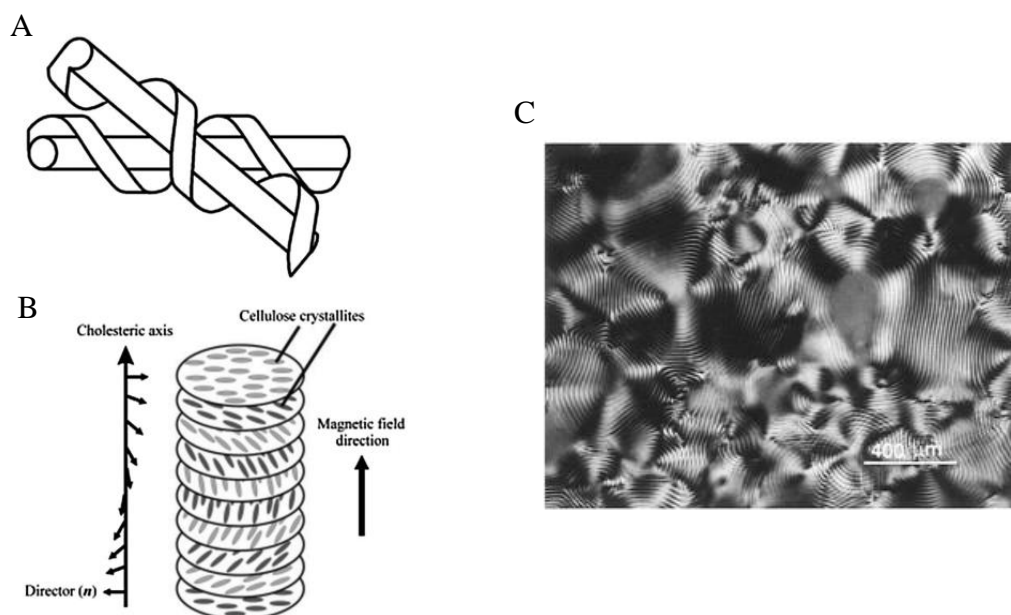 A
C
B
Cholesteric axis
Cellulose crystallites
Magnetic field
direction
Director (n)
400 µm